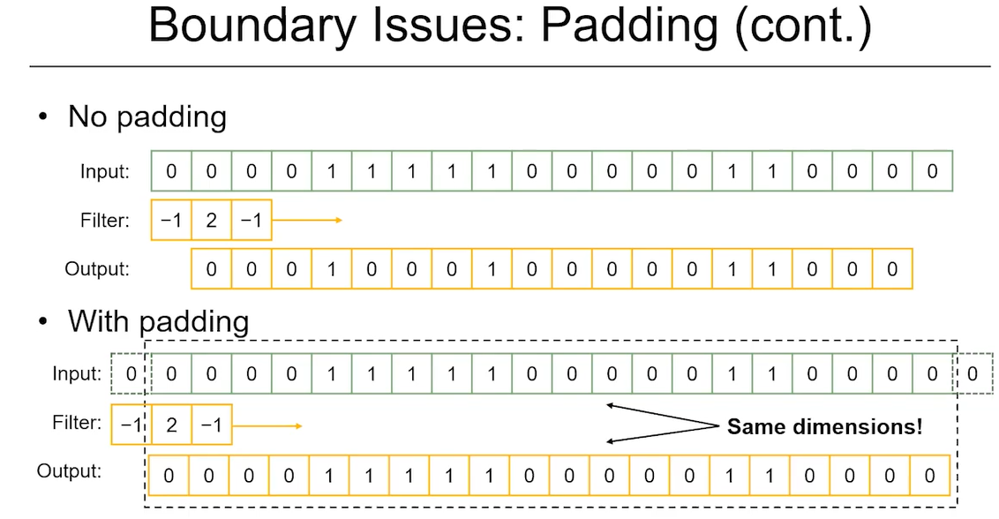 Boundary Issues: Padding (cont.)
• No padding
Input: 0 0 0 0 1 1 1 1 1 0 0 0 0 0 1 1 0 0 0 0
Filter: −1 2 −1
Output: 0 0 0 1 0 0 0 1 0 0 0 0 0 1 1 0 0 0
• With padding
Input: 0 0 0 0 0 1 1 1 1 1 0 0 0 0 0 1 1 0 0 0 0 0
Filter: −1 2 −1
Same dimensions!
Output: 0 0 0 0 1 1 1 1 1 0 0 0 0 0 1 1 0 0 0 0